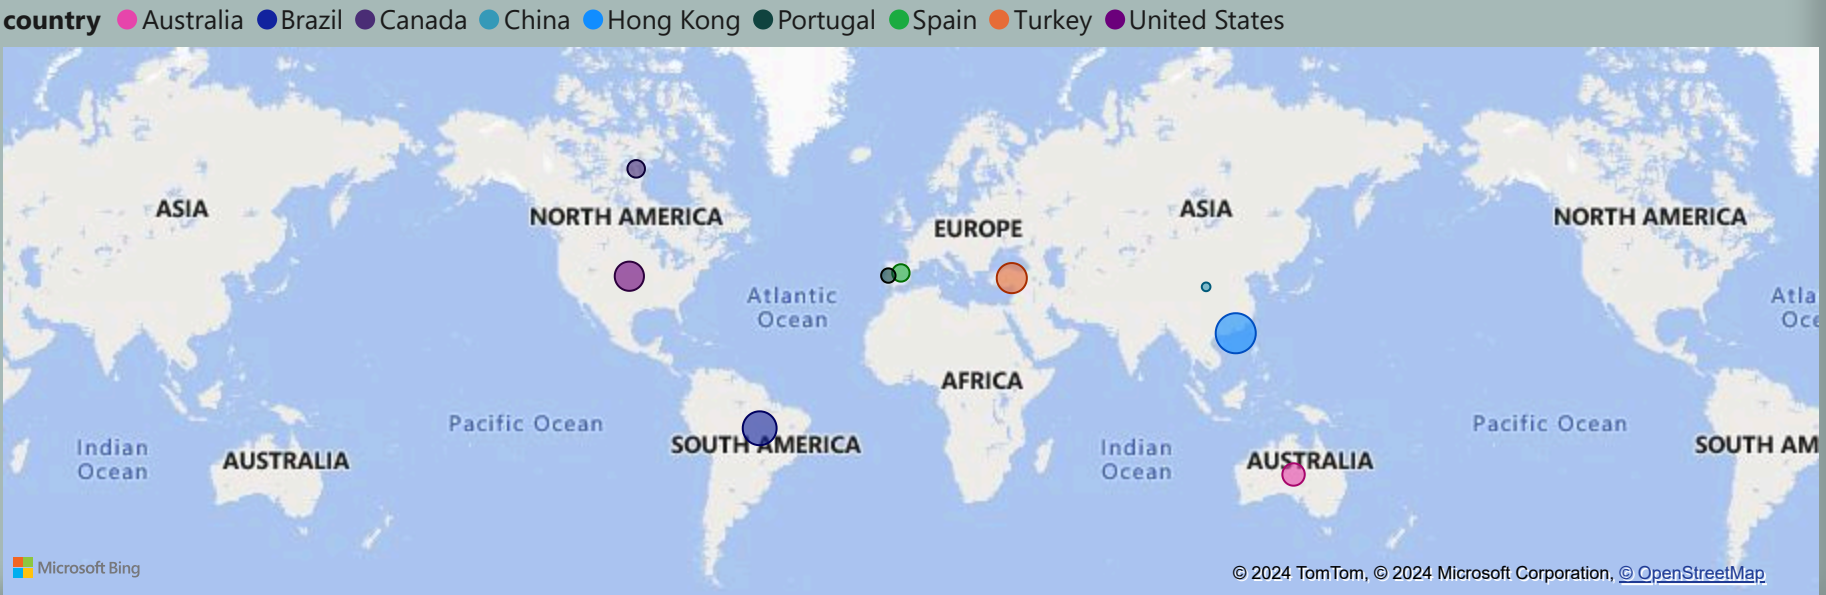 country Australia Brazil Canada China Hong Kong Portugal Spain Turkey United States
ASIA
NORTH AMERICA
EUROPE
ASIA
NORTH AMERICA
Atlantic
Ocean
Atla
Oce
AFRICA
Pacific Ocean
SOUTH AMERICA
Indian
Ocean
AUSTRALIA
Indian
Ocean
AUSTRALIA
Pacific Ocean
SOUTH AM
Microsoft Bing
© 2024 TomTom, © 2024 Microsoft Corporation, © OpenStreetMap